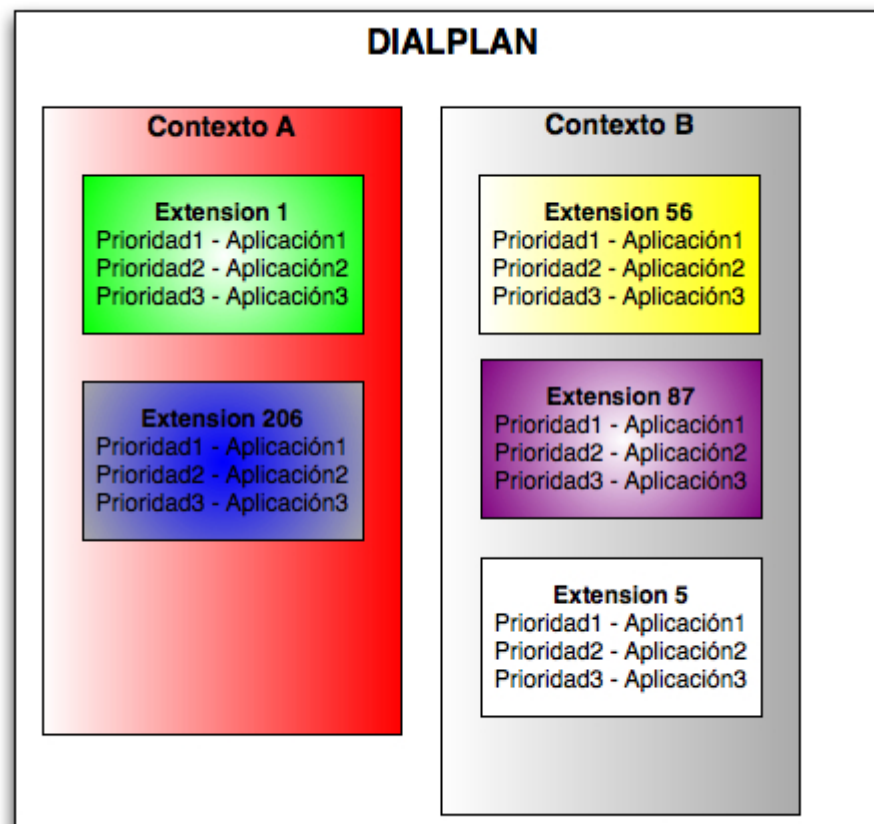 DIALPLAN
Contexto A
Extension 1
Prioridad1 - Aplicación1
Prioridad2 - Aplicación2
Prioridad3 - Aplicación3
Extension 206
Prioridad1 - Aplicación1
Prioridad2 - Aplicación2
Prioridad3 - Aplicación3
Contexto B
Extension 56
Prioridad1 - Aplicación1
Prioridad2 - Aplicación2
Prioridad3 - Aplicación3
Extension 87
Prioridad1 - Aplicación1
Prioridad2 - Aplicación2
Prioridad3 - Aplicación3
Extension 5
Prioridad1 - Aplicación1
Prioridad2 - Aplicación2
Prioridad3 - Aplicación3